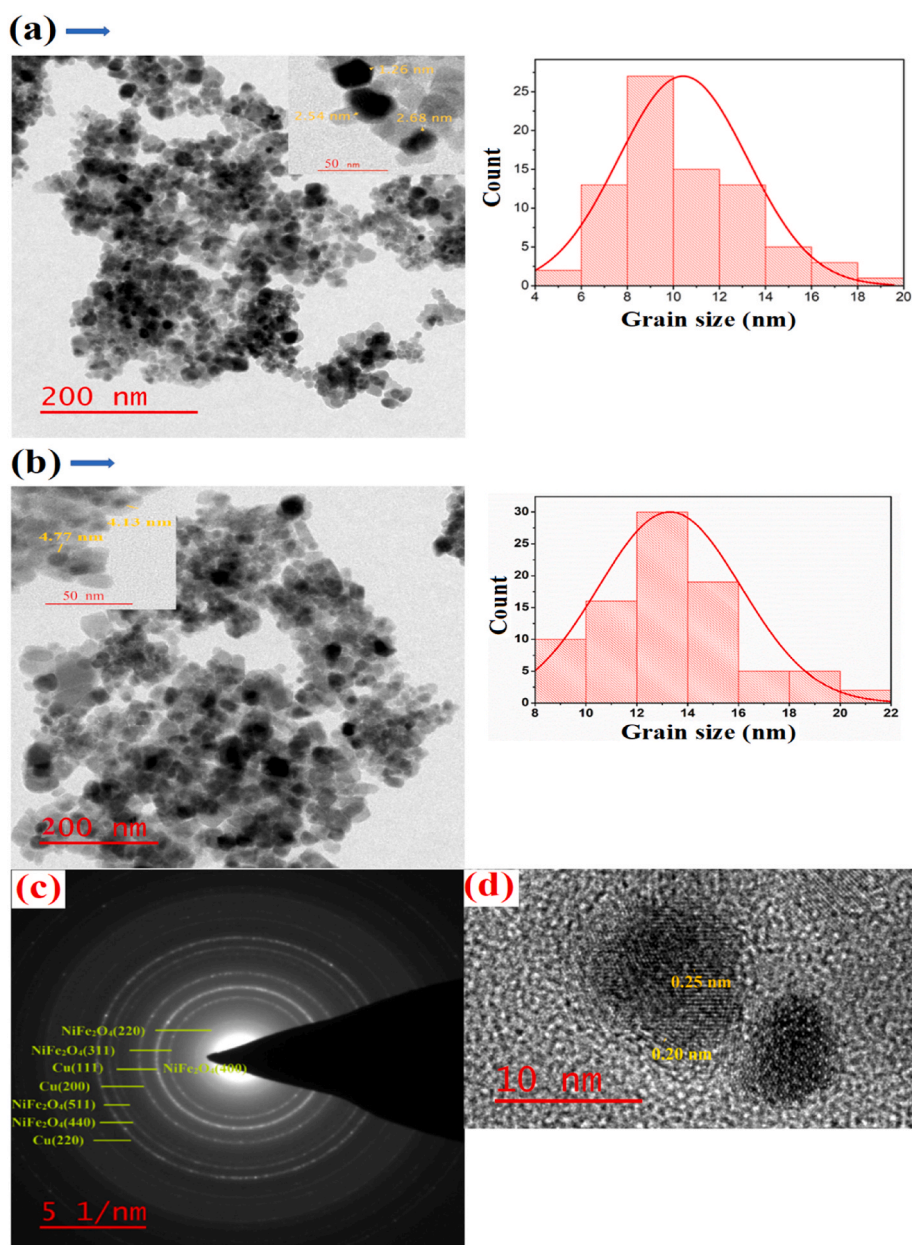 (a)
2.54 nm
2.68 nm
50 nm
200 nm
Count
25
20
15
10
5
0
4 6 8 10 12 14 16 18 20
Grain size (nm)
(b)
4.13 nm
4.77 nm
50 nm
200 nm
Count
30
25
20
15
10
5
0
8 10 12 14 16 18 20 22
Grain size (nm)
(c)
NiFe₂O₄(220)
NiFe₂O₄(311)
Cu(111)
NiFe₂O₄(400)
Cu(200)
NiFe₂O₄(511)
NiFe₂O₄(440)
Cu(220)
5 1/nm
(d)
0.25 nm
0.20 nm
10 nm